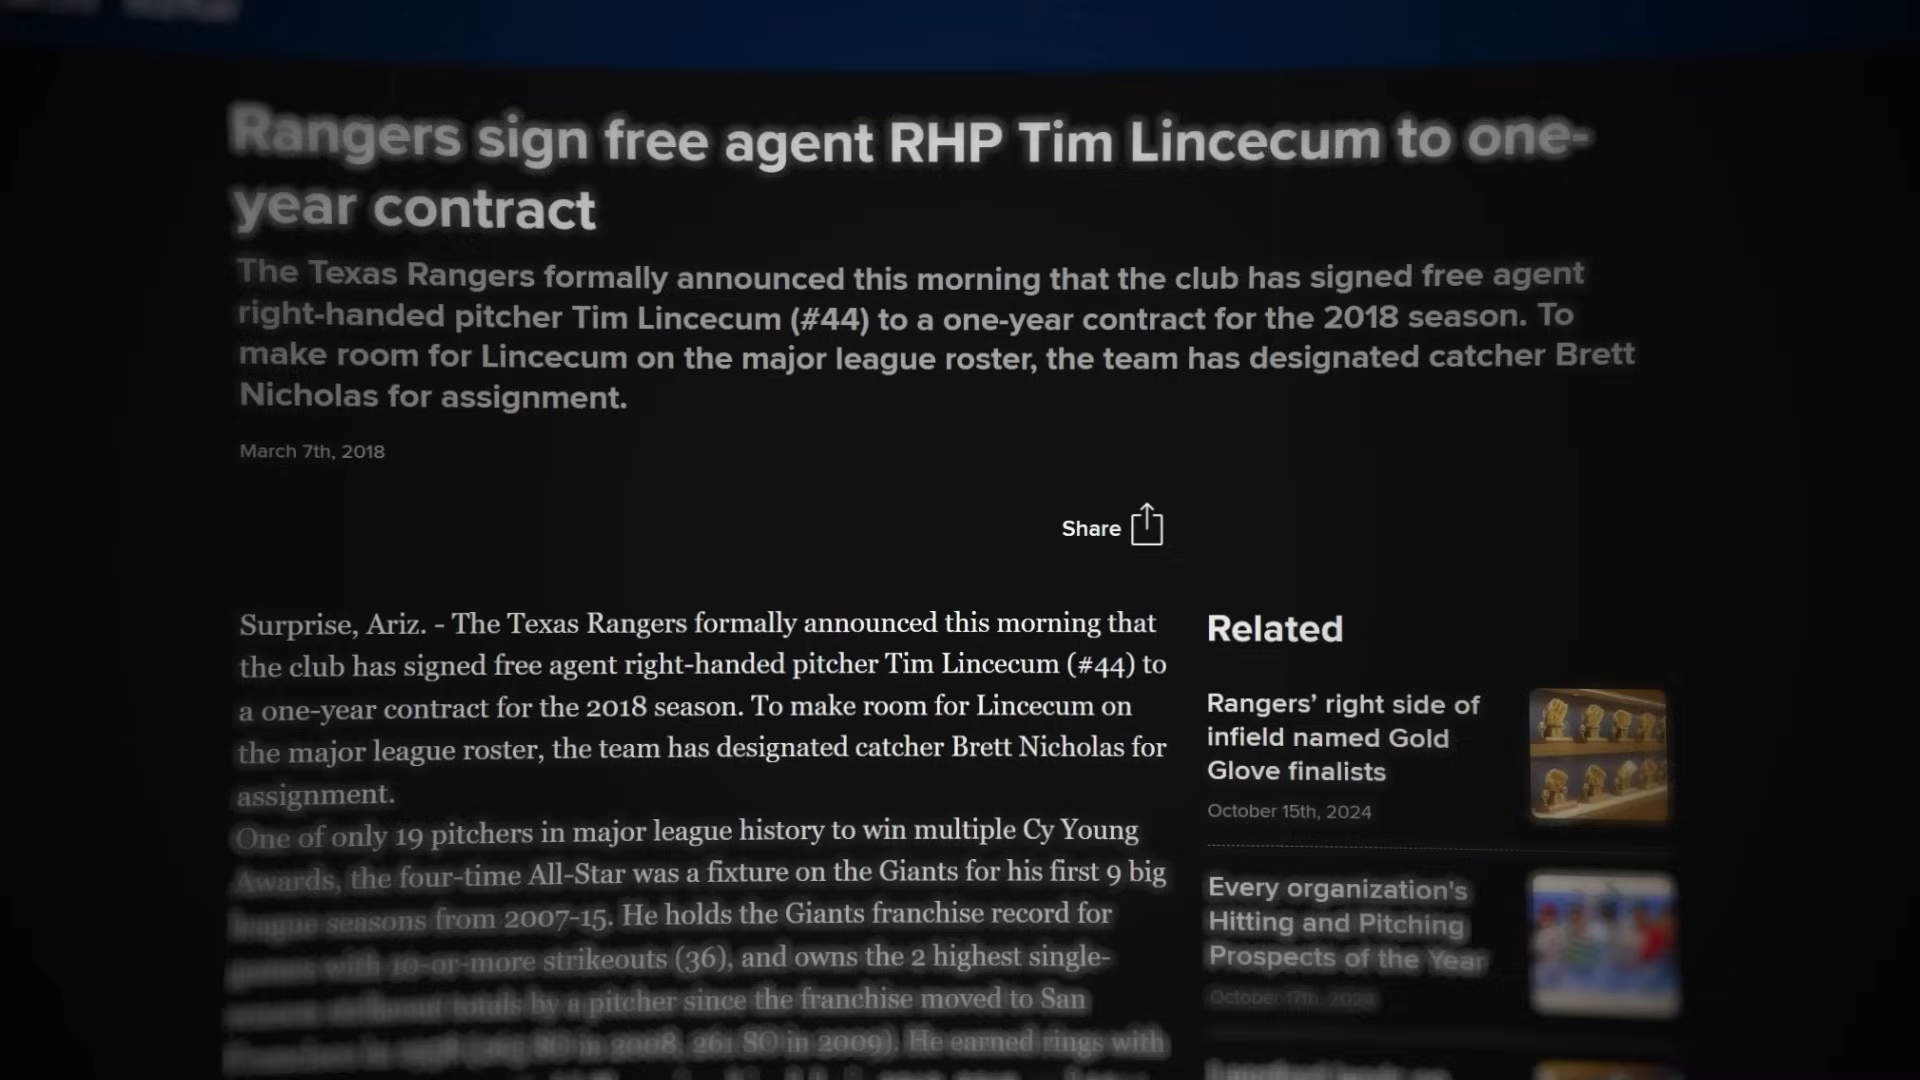 Rangers sign free agent RHP Tim Lincecum to one-
year contract
The Texas Rangers formally announced this morning that the club has signed free agent
right-handed pitcher Tim Lincecum (#44) to a one-year contract for the 2018 season. To
make room for Lincecum on the major league roster, the team has designated catcher Brett
Nicholas for assignment.
March 7th, 2018
Share
Surprise, Ariz. - The Texas Rangers formally announced this morning that
the club has signed free agent right-handed pitcher Tim Lincecum (#44) to
a one-year contract for the 2018 season. To make room for Lincecum on
the major league roster, the team has designated catcher Brett Nicholas for
assignment.
One of only 19 pitchers in major league history to win multiple Cy Young
Awards, the four-time All-Star was a fixture on the Giants for his first 9 big
league seasons from 2007-15. He holds the Giants franchise record for
games with 10-or-more strikeouts (36), and owns the 2 highest single-
season strikeout totals by a pitcher since the franchise moved to San
SO in 2008, 261 SO in 2009). He earned rings with
Related
Rangers’ right side of
infield named Gold
Glove finalists
October 15th, 2024
Every organization's
Hitting and Pitching
Prospects of the Year
October 17th, 2024